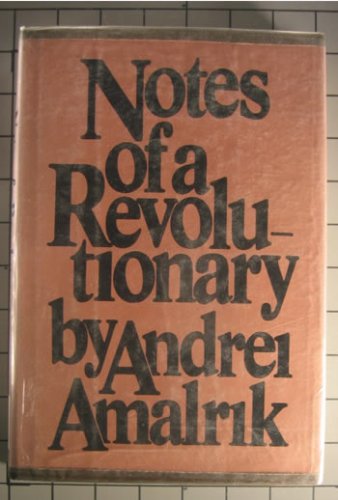 Notes
of a
Revolu-
tionary
by Andrei
Amalrik